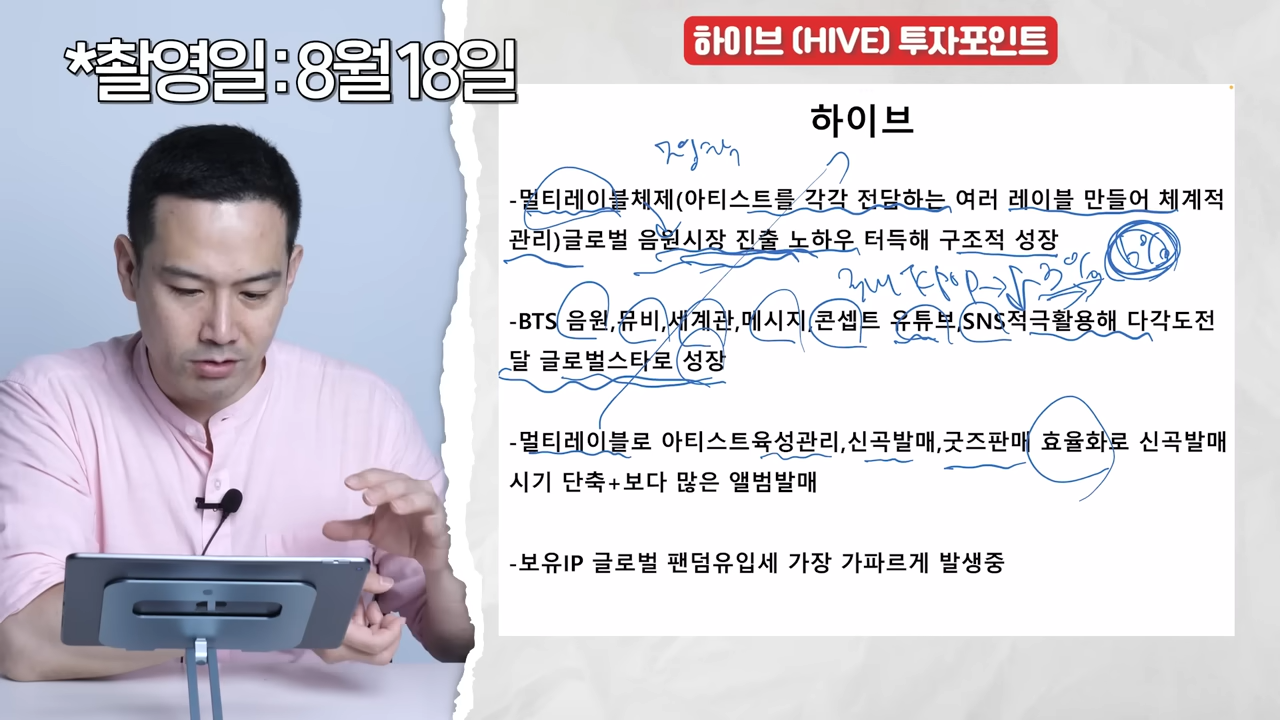 *촬영일 : 8월 18일
하이브 (HIVE) 투자포인트
하이브
-멀티레이블체제(아티스트를 각각 전담하는 여러 레이블 만들어 체계적
관리)글로벌 음원시장 진출 노하우 터득해 구조적 성장
3%
-BTS 음원,뮤비,세계관,메시지,콘셉트 유튜브,SNS적극활용해 다각도전
달 글로벌스타로 성장
-멀티레이블로 아티스트육성관리,신곡발매,굿즈판매 효율화로 신곡발매
시기 단축+보다 많은 앨범발매
-보유IP 글로벌 팬덤유입세 가장 가파르게 발생중